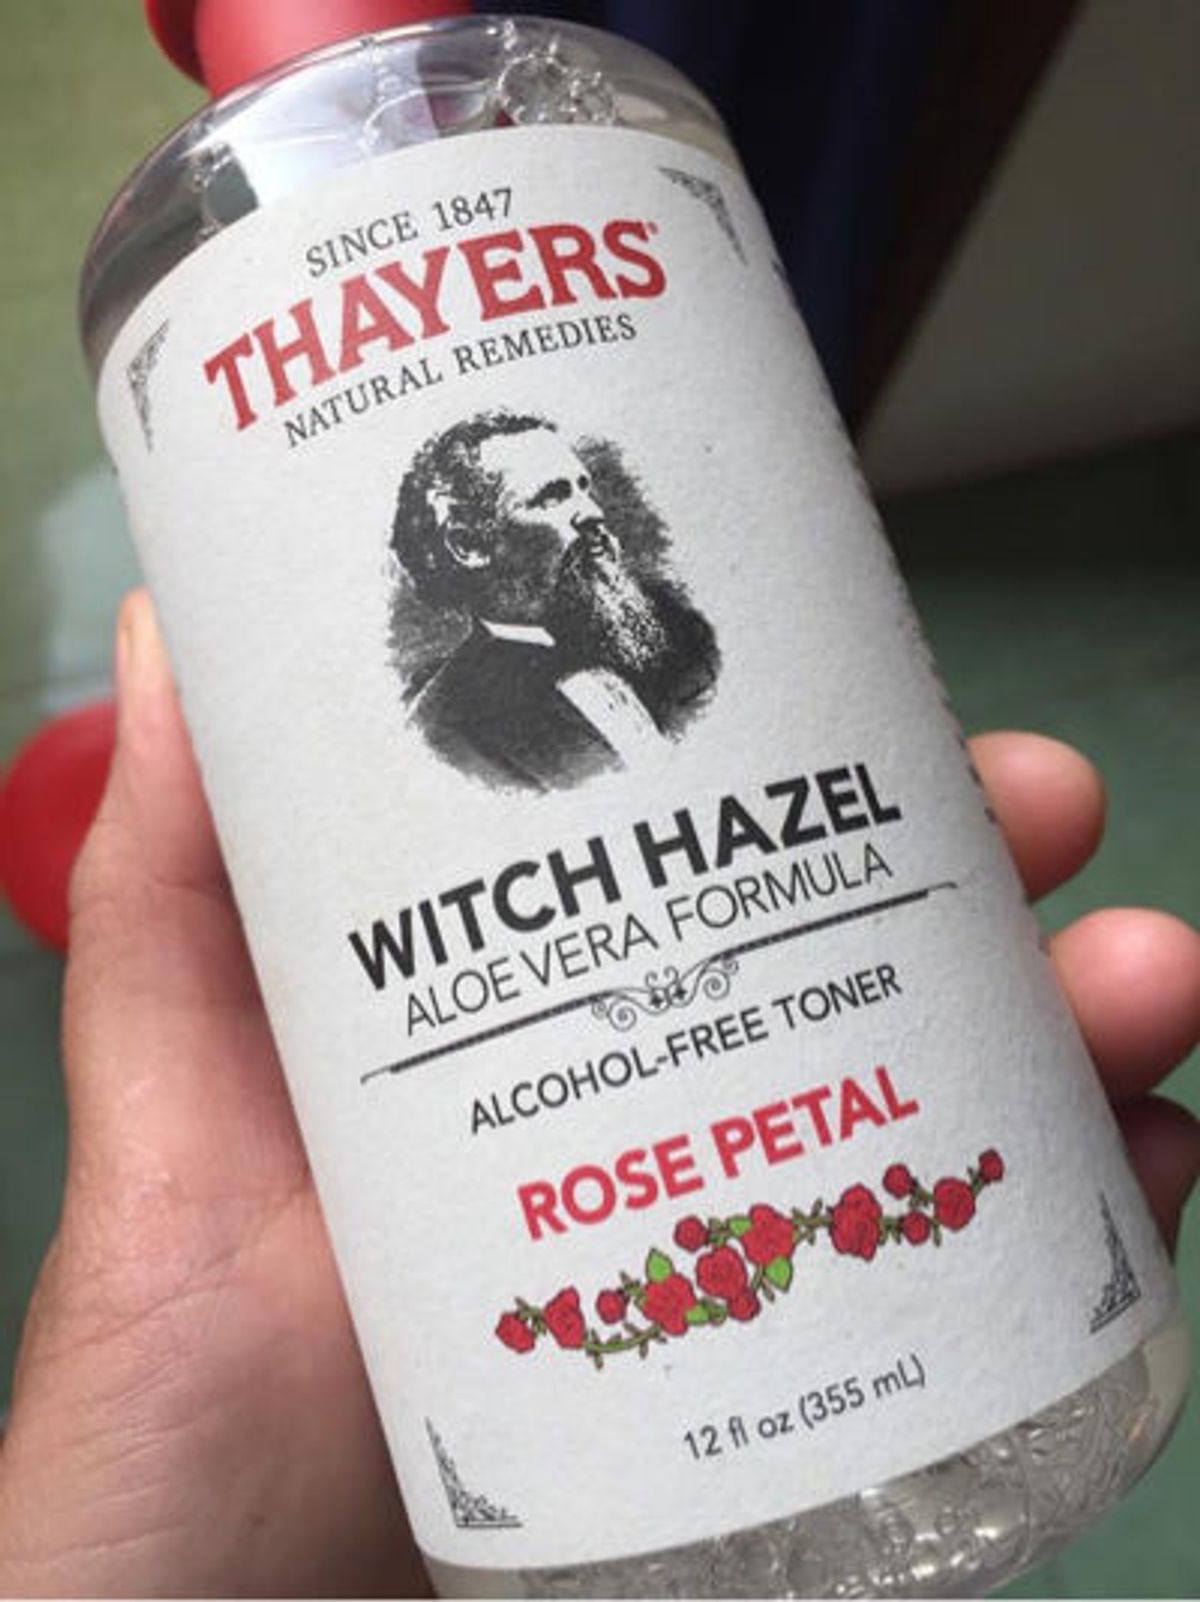 SINCE 1847
THAYERS®
NATURAL REMEDIES
WITCH HAZEL
ALOE VERA FORMULA
ALCOHOL-FREE TONER
ROSE PETAL
12 fl oz (355 mL)